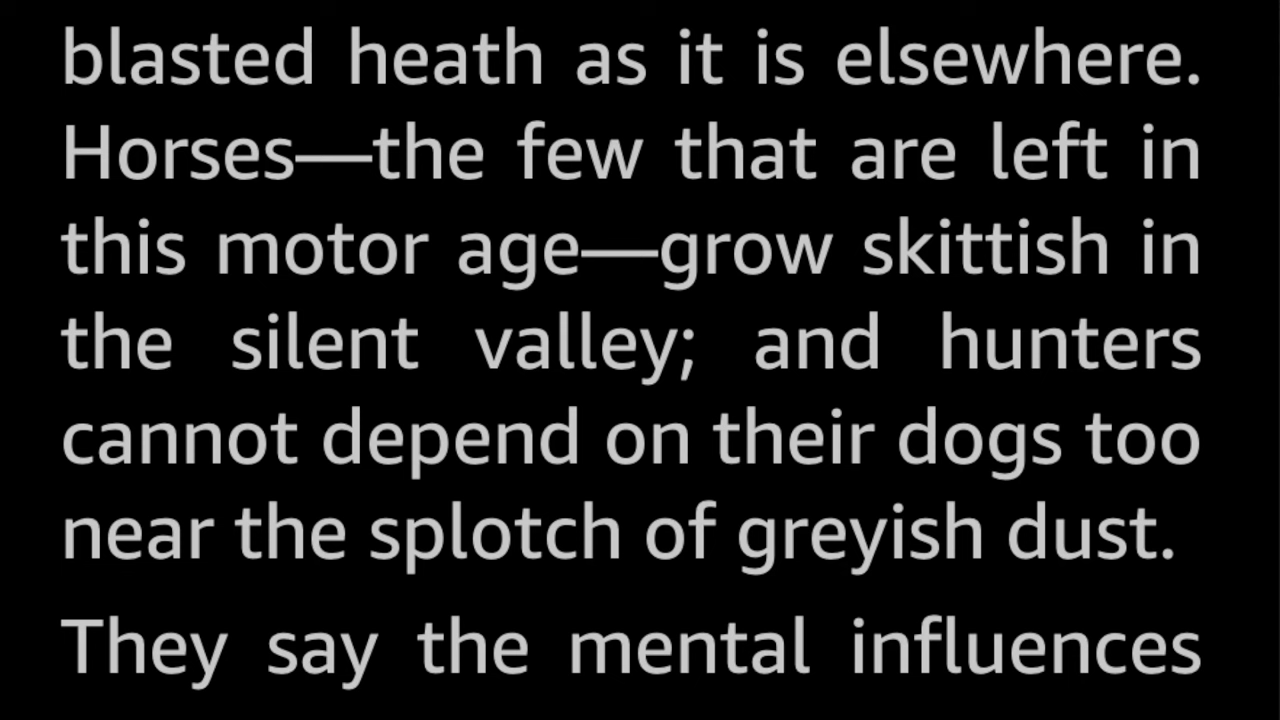 blasted heath as it is elsewhere.
Horses—the few that are left in
this motor age—grow skittish in
the silent valley; and hunters
cannot depend on their dogs too
near the splotch of greyish dust.
They say the mental influences